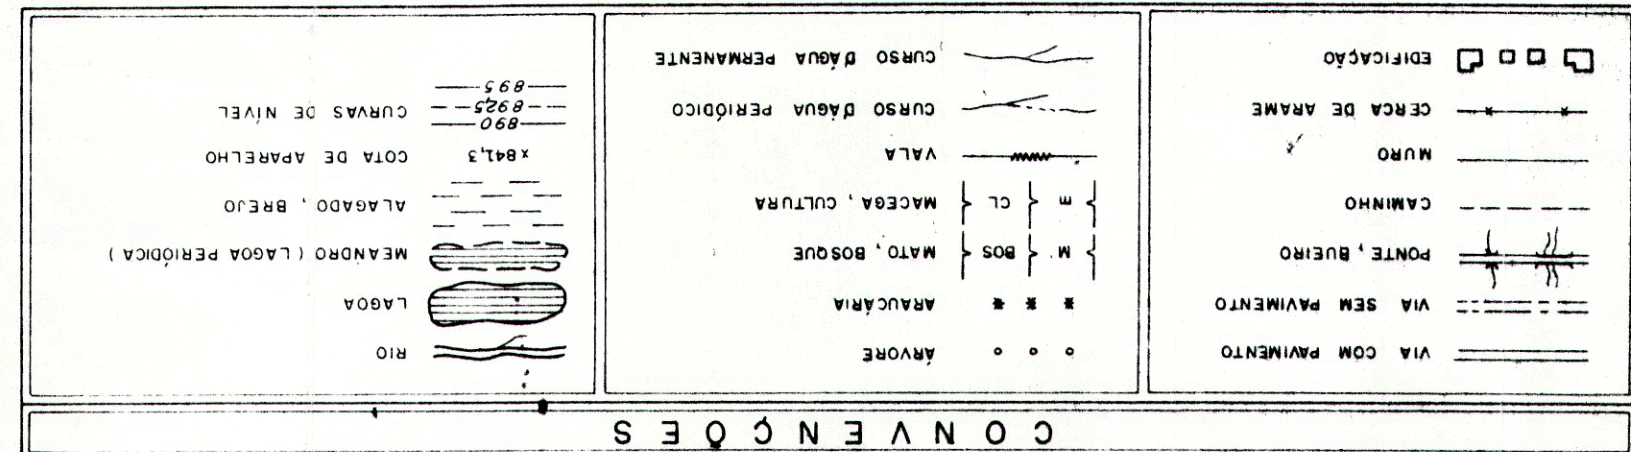 CONVENÇÕES
VIA COM PAVIMENTO
VIA SEM PAVIMENTO
PONTE, BUEIRO
CAMINHO
MURO
CERCA DE ARAME
EDIFICAÇÃO
ÁRVORE
ARAUCÁRIA
M BOS MATO, BOSQUE
m CL MACEGA, CULTURA
VALA
CURSO D'ÁGUA PERIÓDICO
CURSO D'ÁGUA PERMANENTE
RIO
LAGOA
MEANDRO (LAGOA PERIÓDICA)
ALAGADO, BREJO
x 841,3 COTA DE APARELHO
890
892,5 CURVAS DE NÍVEL
895